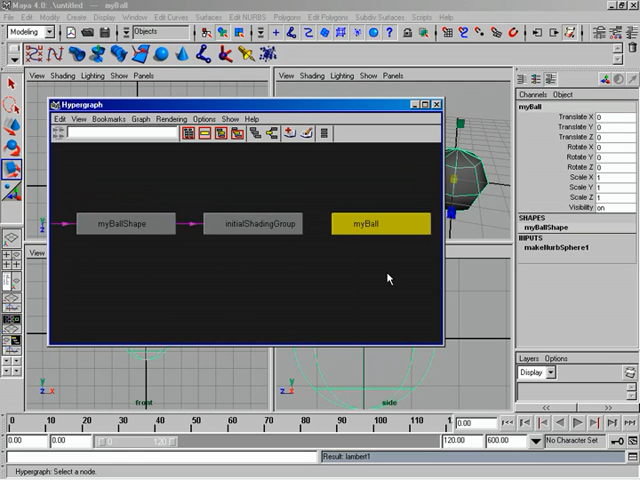 Maya 4.0: .\untitled --- myBall
File Edit Modify Create Display Window Edit Curves Surfaces Edit NURBS Polygons Edit Polygons Subdiv Surfaces Scripts Help
Modeling Objects
View Shading Lighting Show Panels
View Shading Lighting Show Panels
Channels Object
myBall
Translate X 0
Translate Y 0
Translate Z 0
Rotate X 0
Rotate Y 0
Rotate Z 0
Scale X 1
Scale Y 1
Scale Z 1
Visibility on
SHAPES
myBallShape
INPUTS
makeNurbSphere1
Hypergraph
Edit View Bookmarks Graph Rendering Options Show Help
myBallShape
initialShadingGroup
myBall
View
front
side
Layers Options
Display
0 10 20 30 40 50 60 70 80 90 100 110 1
0.00
0.00 0.00 0 120 120.00 600.00 No Character Set
Result: lambert1
Hypergraph: Select a node.